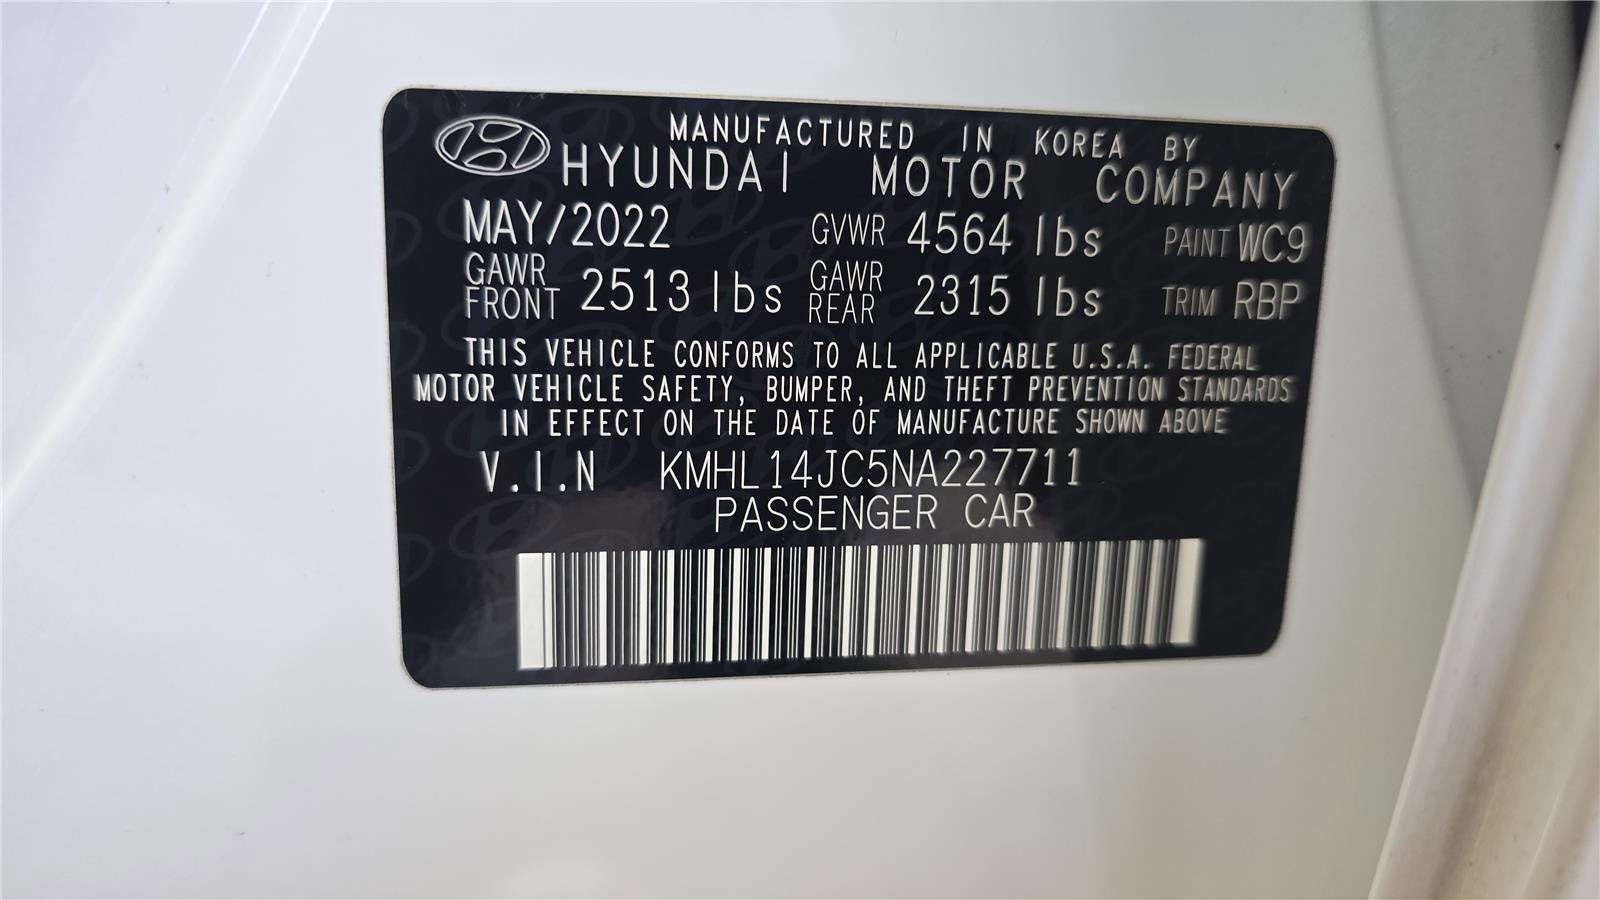 MANUFACTURED IN KOREA BY
HYUNDAI MOTOR COMPANY
MAY/2022 GVWR 4564 lbs PAINT WC9
GAWR FRONT 2513 lbs GAWR REAR 2315 lbs TRIM RBP
THIS VEHICLE CONFORMS TO ALL APPLICABLE U.S.A. FEDERAL
MOTOR VEHICLE SAFETY, BUMPER, AND THEFT PREVENTION STANDARDS
IN EFFECT ON THE DATE OF MANUFACTURE SHOWN ABOVE
V.I.N KMHL14JC5NA227711
PASSENGER CAR